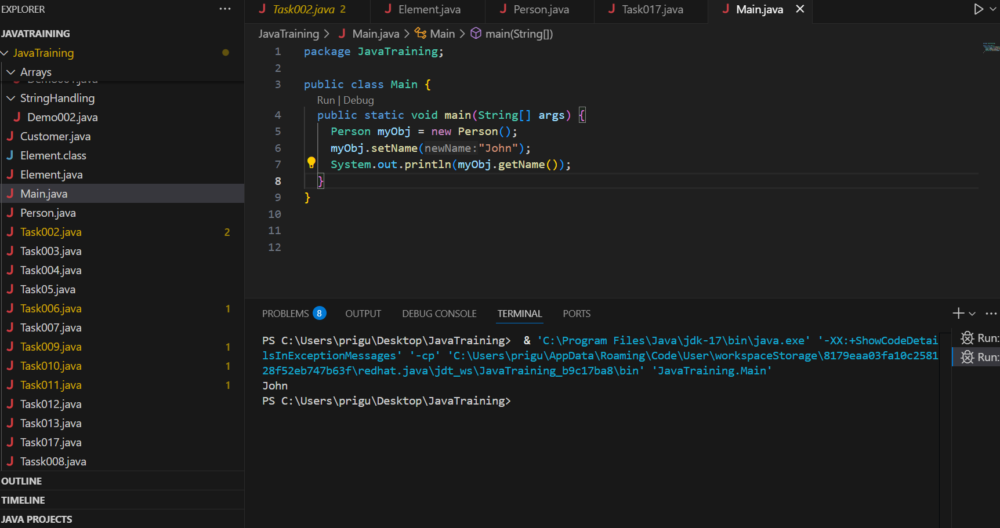 EXPLORER
JAVATRAINING
JavaTraining
Arrays
StringHandling
Demo002.java
Customer.java
Element.class
Element.java
Main.java
Person.java
Task002.java 2
Task003.java
Task004.java
Task05.java
Task006.java 1
Task007.java
Task009.java 1
Task010.java 1
Task011.java 1
Task012.java
Task013.java
Task017.java
Tassk008.java
OUTLINE
TIMELINE
JAVA PROJECTS
Task002.java 2 Element.java Person.java Task017.java Main.java
JavaTraining > Main.java > Main > main(String[])
1 package JavaTraining;
2
3 public class Main {
Run | Debug
4 public static void main(String[] args) {
5 Person myObj = new Person();
6 myObj.setName(newName:"John");
7 System.out.println(myObj.getName());
8 }
9 }
10
11
12
PROBLEMS 8 OUTPUT DEBUG CONSOLE TERMINAL PORTS
PS C:\Users\prigu\Desktop\JavaTraining> & 'C:\Program Files\Java\jdk-17\bin\java.exe' '-XX:+ShowCodeDetai
lsInExceptionMessages' '-cp' 'C:\Users\prigu\AppData\Roaming\Code\User\workspaceStorage\8179eaa03fa10c2581
28f52eb747b63f\redhat.java\jdt_ws\JavaTraining_b9c17ba8\bin' 'JavaTraining.Main'
John
PS C:\Users\prigu\Desktop\JavaTraining>
Run:
Run: